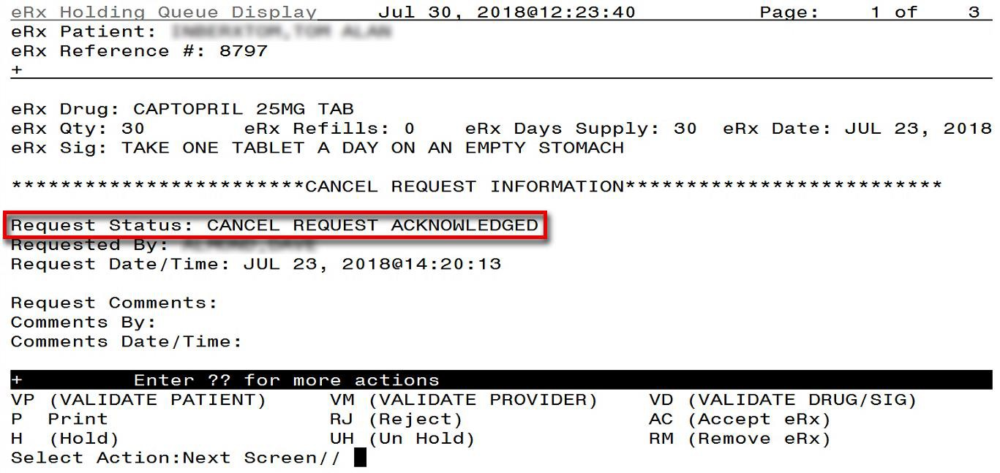 eRx Holding Queue Display     Jul 30, 2018@12:23:40          Page:    1 of    3
eRx Patient:
eRx Reference #: 8797
+
eRx Drug: CAPTOPRIL 25MG TAB
eRx Qty: 30        eRx Refills: 0    eRx Days Supply: 30  eRx Date: JUL 23, 2018
eRx Sig: TAKE ONE TABLET A DAY ON AN EMPTY STOMACH
************************CANCEL REQUEST INFORMATION**************************
Request Status: CANCEL REQUEST ACKNOWLEDGED
Requested By:
Request Date/Time: JUL 23, 2018@14:20:13
Request Comments:
Comments By:
Comments Date/Time:
+         Enter ?? for more actions
VP (VALIDATE PATIENT)     VM (VALIDATE PROVIDER)    VD (VALIDATE DRUG/SIG)
P  Print                  RJ (Reject)               AC (Accept eRx)
H  (Hold)                 UH (Un Hold)              RM (Remove eRx)
Select Action:Next Screen//